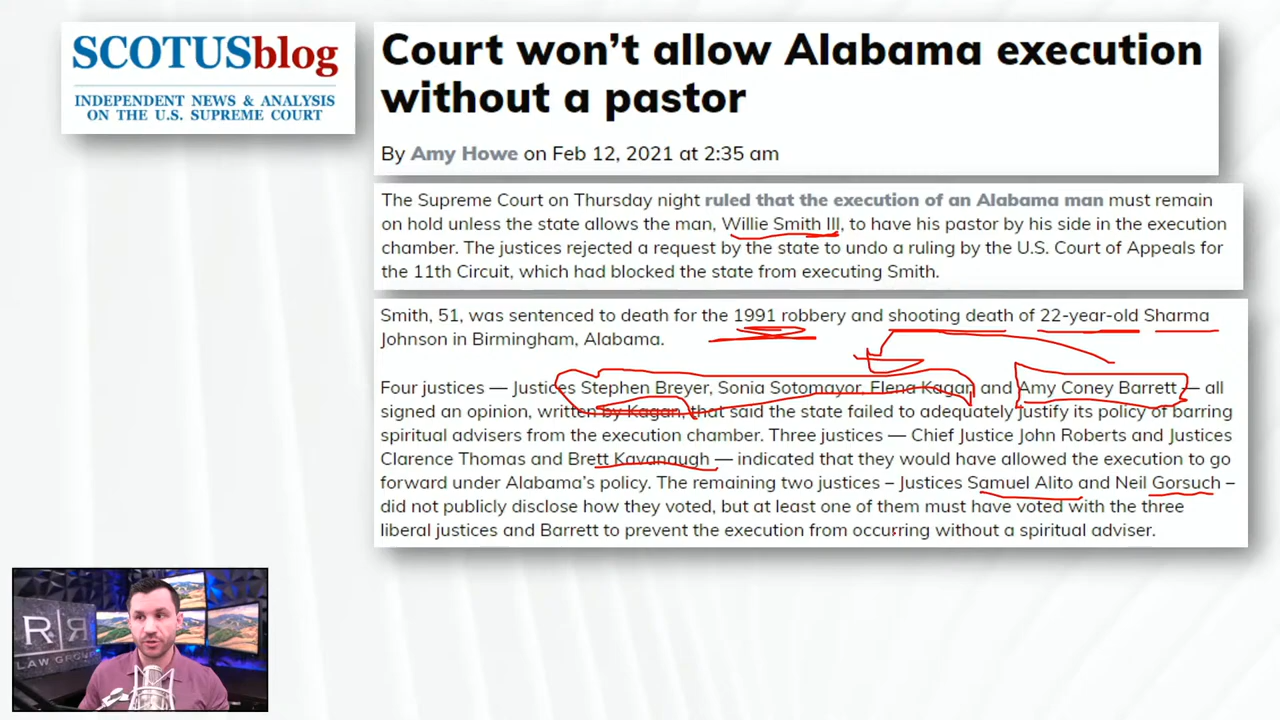 SCOTUSblog
INDEPENDENT NEWS & ANALYSIS
ON THE U.S. SUPREME COURT
Court won’t allow Alabama execution
without a pastor
By Amy Howe on Feb 12, 2021 at 2:35 am
The Supreme Court on Thursday night ruled that the execution of an Alabama man must remain
on hold unless the state allows the man, Willie Smith III, to have his pastor by his side in the execution
chamber. The justices rejected a request by the state to undo a ruling by the U.S. Court of Appeals for
the 11th Circuit, which had blocked the state from executing Smith.
Smith, 51, was sentenced to death for the 1991 robbery and shooting death of 22-year-old Sharma
Johnson in Birmingham, Alabama.
Four justices — Justices Stephen Breyer, Sonia Sotomayor, Elena Kagan and Amy Coney Barrett — all
signed an opinion, written by Kagan, that said the state failed to adequately justify its policy of barring
spiritual advisers from the execution chamber. Three justices — Chief Justice John Roberts and Justices
Clarence Thomas and Brett Kavanaugh — indicated that they would have allowed the execution to go
forward under Alabama’s policy. The remaining two justices – Justices Samuel Alito and Neil Gorsuch –
did not publicly disclose how they voted, but at least one of them must have voted with the three
liberal justices and Barrett to prevent the execution from occurring without a spiritual adviser.
R|R
LAW GROUP